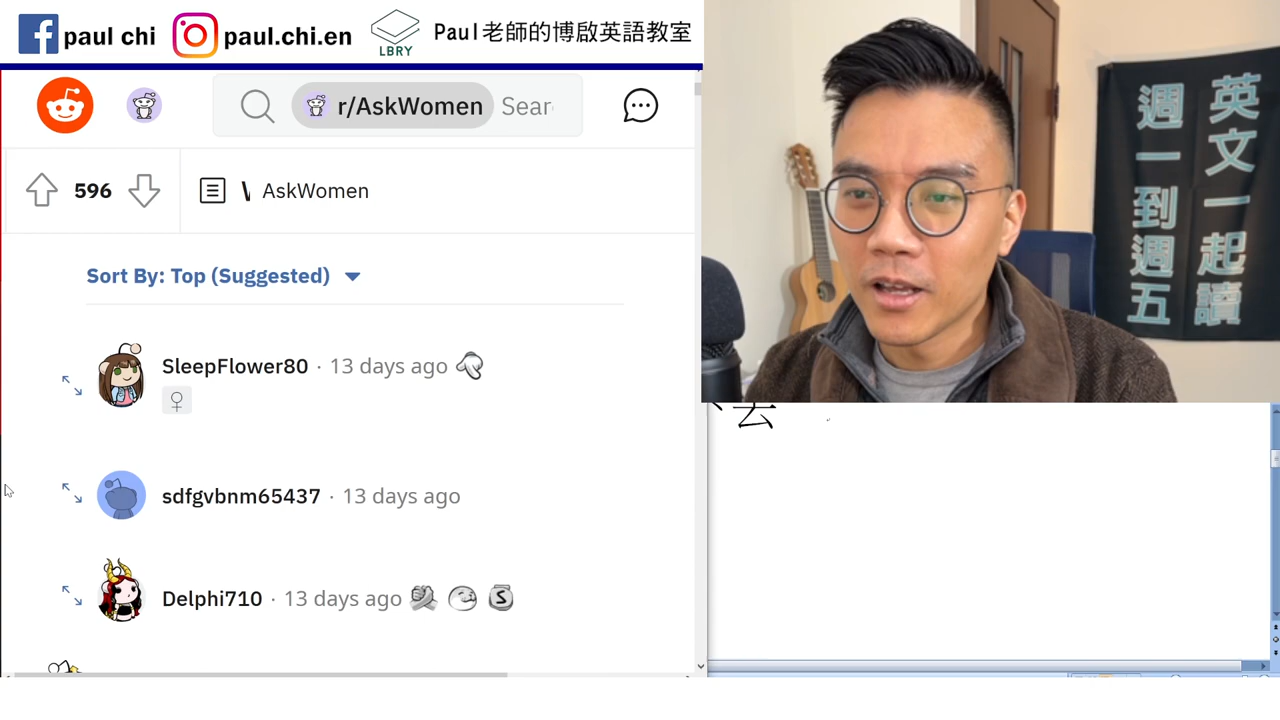 paul chi
paul.chi.en
LBRY
Paul老師的博啟英語教室
r/AskWomen
Sear
596
AskWomen
Sort By: Top (Suggested)
SleepFlower80 · 13 days ago
sdfgvbnm65437 · 13 days ago
Delphi710 · 13 days ago
S
英文一起讀
週一到週五